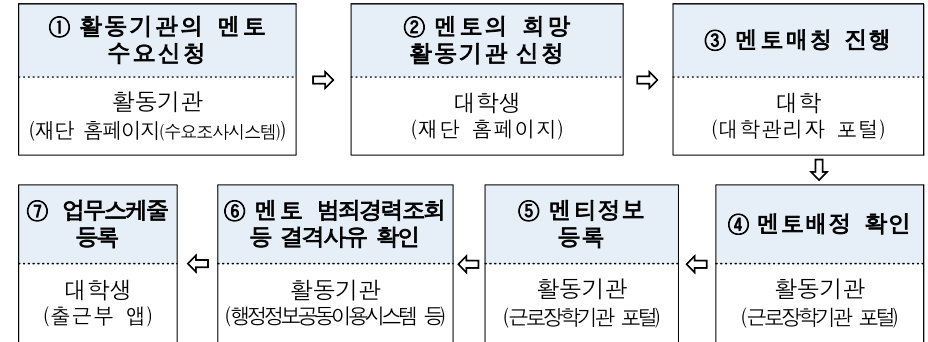 ① 활동기관의 멘토
수요신청
활동기관
(재단 홈페이지(수요조사시스템))
② 멘토의 희망
활동기관 신청
대학생
(재단 홈페이지)
③ 멘토매칭 진행
대학
(대학관리자 포털)
④ 멘토배정 확인
활동기관
(근로장학기관 포털)
⑤ 멘티정보
등록
활동기관
(근로장학기관 포털)
⑥ 멘토 범죄경력조회
등 결격사유 확인
활동기관
(행정정보공동이용시스템 등)
⑦ 업무스케줄
등록
대학생
(출근부 앱)